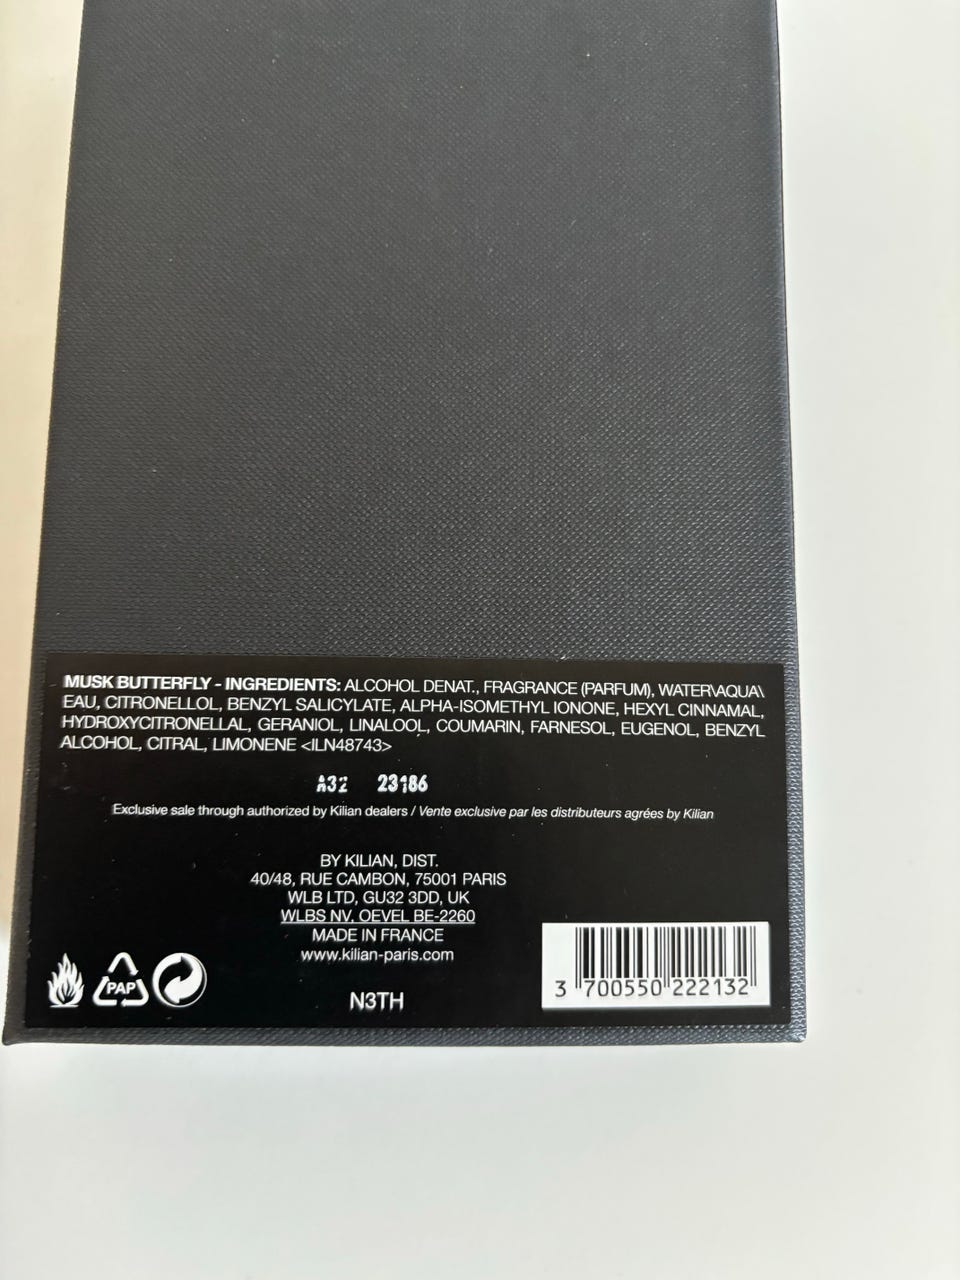 MUSK BUTTERFLY - INGREDIENTS: ALCOHOL DENAT., FRAGRANCE (PARFUM), WATER\AQUA\
EAU, CITRONELLOL, BENZYL SALICYLATE, ALPHA-ISOMETHYL IONONE, HEXYL CINNAMAL,
HYDROXYCITRONELLAL, GERANIOL, LINALOOL, COUMARIN, FARNESOL, EUGENOL, BENZYL
ALCOHOL, CITRAL, LIMONENE <ILN48743>
A32 23186
Exclusive sale through authorized by Kilian dealers / Vente exclusive par les distributeurs agrées by Kilian
BY KILIAN, DIST.
40/48, RUE CAMBON, 75001 PARIS
WLB LTD, GU32 3DD, UK
WLBS NV, OEVEL BE-2260
MADE IN FRANCE
www.kilian-paris.com
PAP
N3TH
3 700550 222132